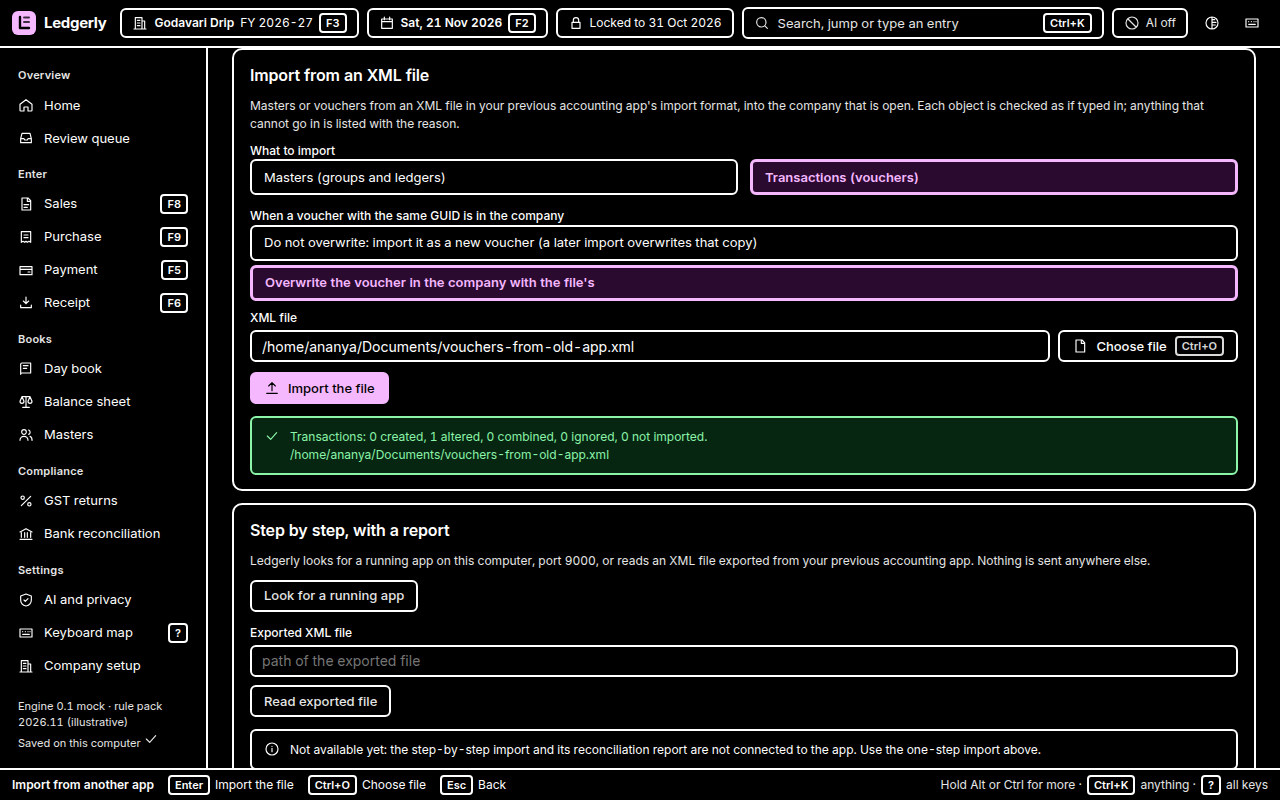 Ledgerly
Godavari Drip FY 2026-27 F3
Sat, 21 Nov 2026 F2
Locked to 31 Oct 2026
Search, jump or type an entry Ctrl+K
AI off
Overview
Home
Review queue
Enter
Sales F8
Purchase F9
Payment F5
Receipt F6
Books
Day book
Balance sheet
Masters
Compliance
GST returns
Bank reconciliation
Settings
AI and privacy
Keyboard map ?
Company setup
Engine 0.1 mock · rule pack
2026.11 (illustrative)
Saved on this computer
Import from an XML file
Masters or vouchers from an XML file in your previous accounting app's import format, into the company that is open. Each object is checked as if typed in; anything that
cannot go in is listed with the reason.
What to import
Masters (groups and ledgers)
Transactions (vouchers)
When a voucher with the same GUID is in the company
Do not overwrite: import it as a new voucher (a later import overwrites that copy)
Overwrite the voucher in the company with the file's
XML file
/home/ananya/Documents/vouchers-from-old-app.xml
Choose file Ctrl+O
Import the file
Transactions: 0 created, 1 altered, 0 combined, 0 ignored, 0 not imported.
/home/ananya/Documents/vouchers-from-old-app.xml
Step by step, with a report
Ledgerly looks for a running app on this computer, port 9000, or reads an XML file exported from your previous accounting app. Nothing is sent anywhere else.
Look for a running app
Exported XML file
path of the exported file
Read exported file
Not available yet: the step-by-step import and its reconciliation report are not connected to the app. Use the one-step import above.
Import from another app Enter Import the file Ctrl+O Choose file Esc Back
Hold Alt or Ctrl for more · Ctrl+K anything · ? all keys